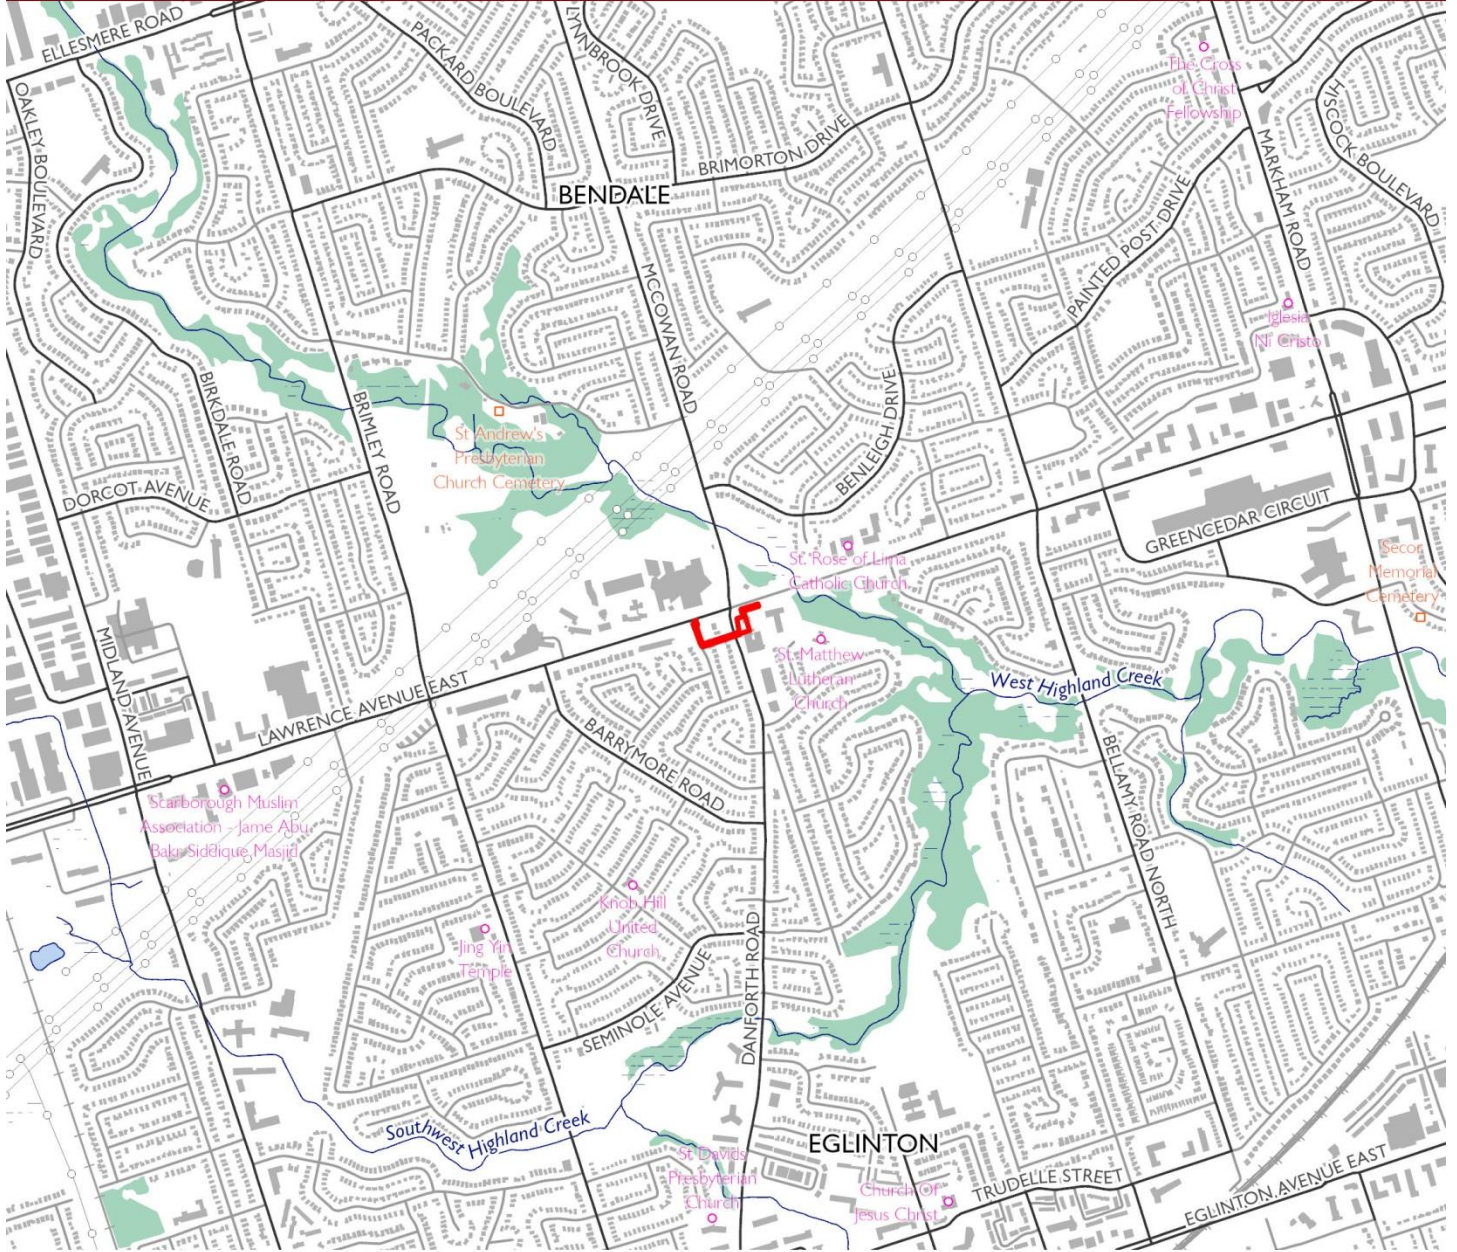 ELLESMERE ROAD
PACKARD BOULEVARD
LYNNBROOK DRIVE
The Cross
of Christ
Fellowship
OAKLEY BOULEVARD
HISCOCK BOULEVARD
BRIMORTON DRIVE
MARKHAM ROAD
BENDALE
PAINTED POST DRIVE
MCCOWAN ROAD
Iglesia
Ni Cristo
BIRKDALE ROAD
BRIMLEY ROAD
BENLEIGH DRIVE
St Andrew's
Presbyterian
Church Cemetery
DORCOT AVENUE
GREENCEDAR CIRCUIT
St. Rose of Lima
Catholic Church
Secor
Memorial
Cemetery
MIDLAND AVENUE
St. Matthew
Lutheran
Church
West Highland Creek
LAWRENCE AVENUE EAST
BARRYMORE ROAD
BELLAMY ROAD NORTH
Scarborough Muslim
Association - Jame Abu
Bakr Siddique Masjid
Knob Hill
United
Church
Jing Yin
Temple
SEMINOLE AVENUE
DANFORTH ROAD
Southwest Highland Creek
EGLINTON
St Davids
Presbyterian
Church
Church Of
Jesus Christ
TRUDELLE STREET
EGLINTON AVENUE EAST